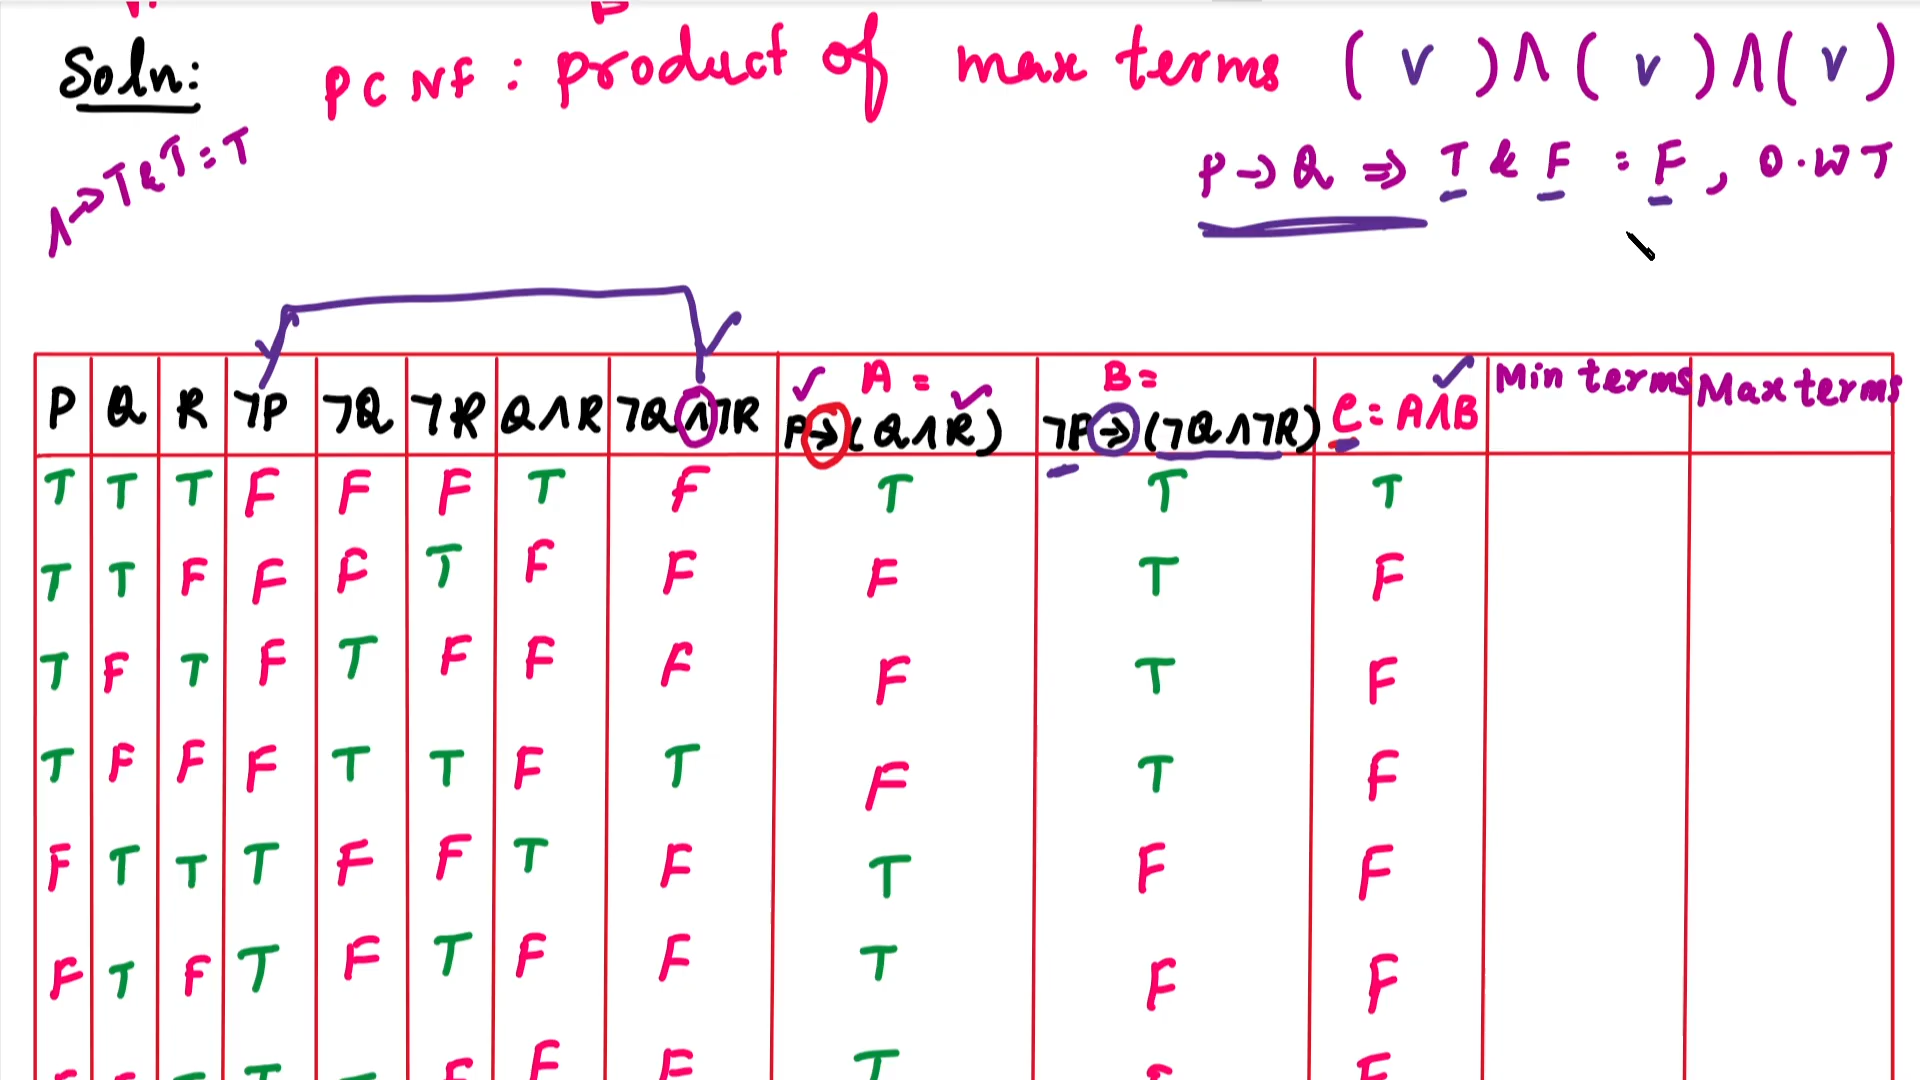 Soln: PCNF : product of max terms ( ∨ ) ∧ ( ∨ ) ∧ ( ∨ )
∧ → T & T = T
P → Q ⇒ T & F : F, O.W T
P Q R ¬P ¬Q ¬R Q∧R ¬Q∧¬R A = P→(Q∧R) B = ¬P→(¬Q∧¬R) C = A∧B Min terms Max terms
T T T F F F T F T T T
T T F F F T F F F T F
T F T F T F F F F T F
T F F F T T F T F T F
F T T T F F T F T F F
F T F T F T F F T F F
F F T T T F F F T F F